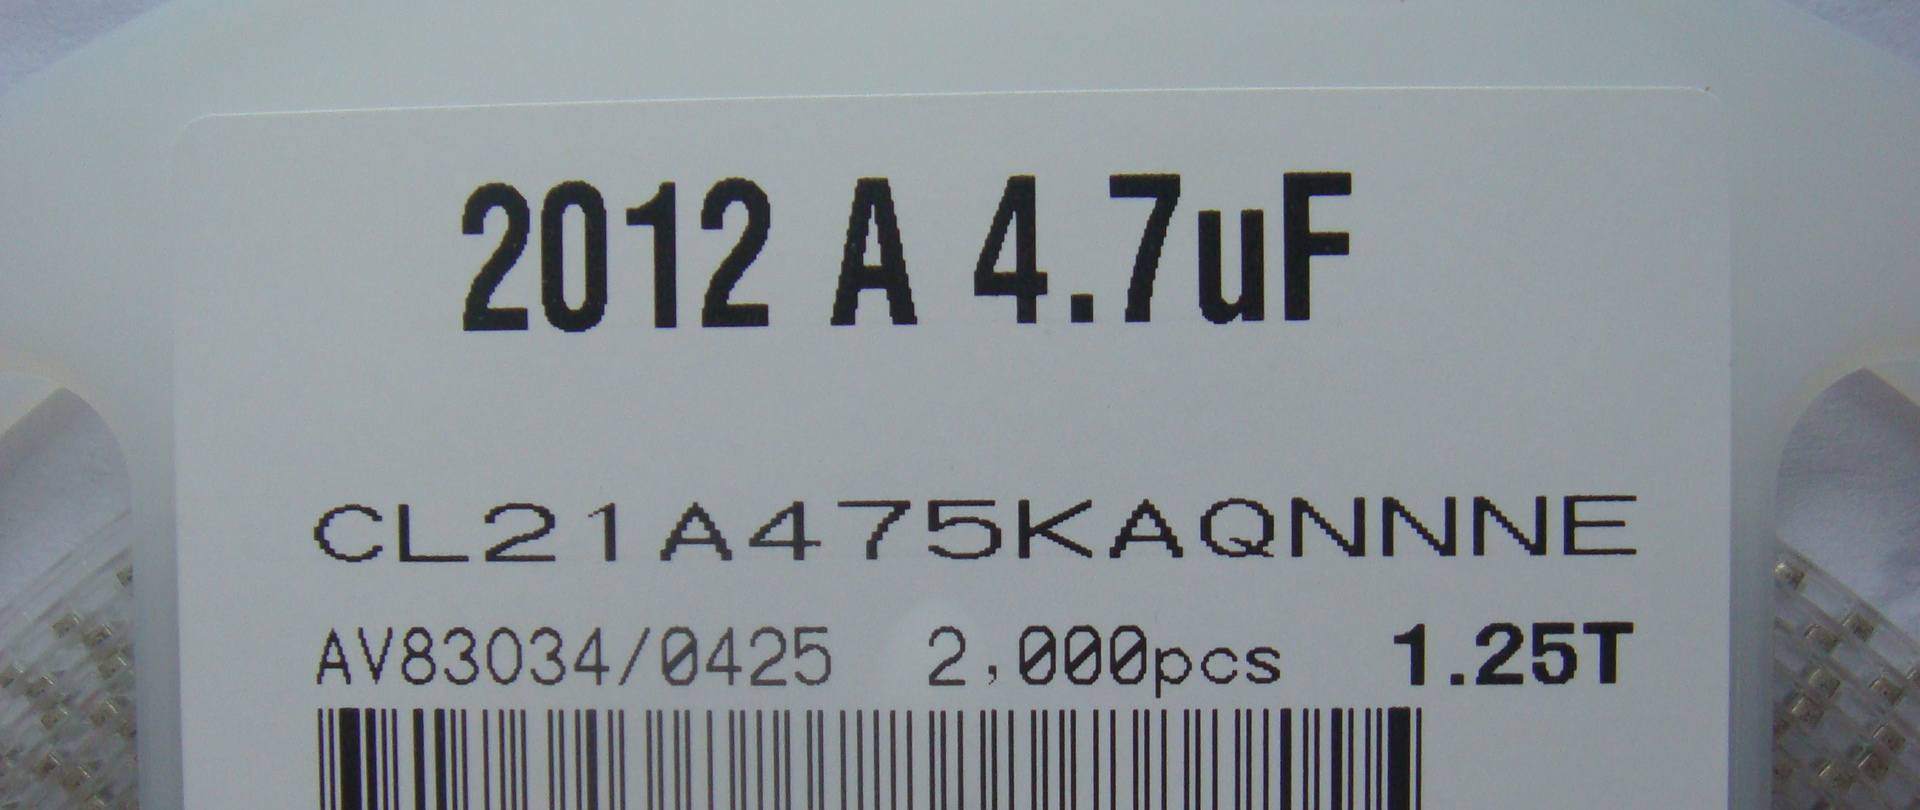 2012 A 4.7uF
CL21A475KAQNNNE
AV83034/0425 2,000pcs 1.25T